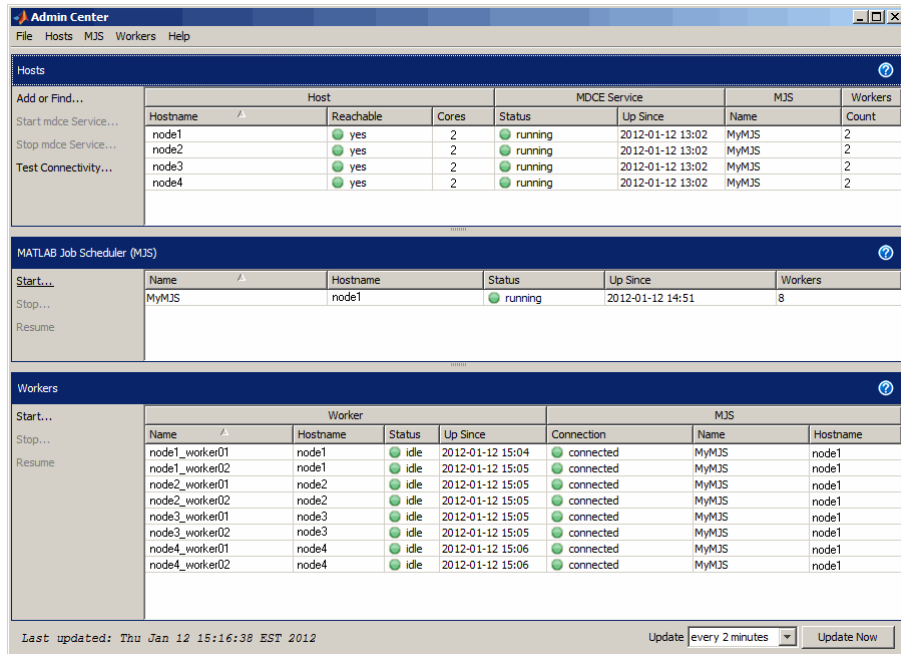 Admin Center
File Hosts MJS Workers Help
Hosts
Add or Find...
Start mdce Service...
Stop mdce Service...
Test Connectivity...
Host MDCE Service MJS Workers
Hostname Reachable Cores Status Up Since Name Count
node1 yes 2 running 2012-01-12 13:02 MyMJS 2
node2 yes 2 running 2012-01-12 13:02 MyMJS 2
node3 yes 2 running 2012-01-12 13:02 MyMJS 2
node4 yes 2 running 2012-01-12 13:02 MyMJS 2
MATLAB Job Scheduler (MJS)
Start...
Stop...
Resume
Name Hostname Status Up Since Workers
MyMJS node1 running 2012-01-12 14:51 8
Workers
Start...
Stop...
Resume
Worker MJS
Name Hostname Status Up Since Connection Name Hostname
node1_worker01 node1 idle 2012-01-12 15:04 connected MyMJS node1
node1_worker02 node1 idle 2012-01-12 15:05 connected MyMJS node1
node2_worker01 node2 idle 2012-01-12 15:05 connected MyMJS node1
node2_worker02 node2 idle 2012-01-12 15:05 connected MyMJS node1
node3_worker01 node3 idle 2012-01-12 15:05 connected MyMJS node1
node3_worker02 node3 idle 2012-01-12 15:05 connected MyMJS node1
node4_worker01 node4 idle 2012-01-12 15:06 connected MyMJS node1
node4_worker02 node4 idle 2012-01-12 15:06 connected MyMJS node1
Last updated: Thu Jan 12 15:16:38 EST 2012 Update every 2 minutes Update Now